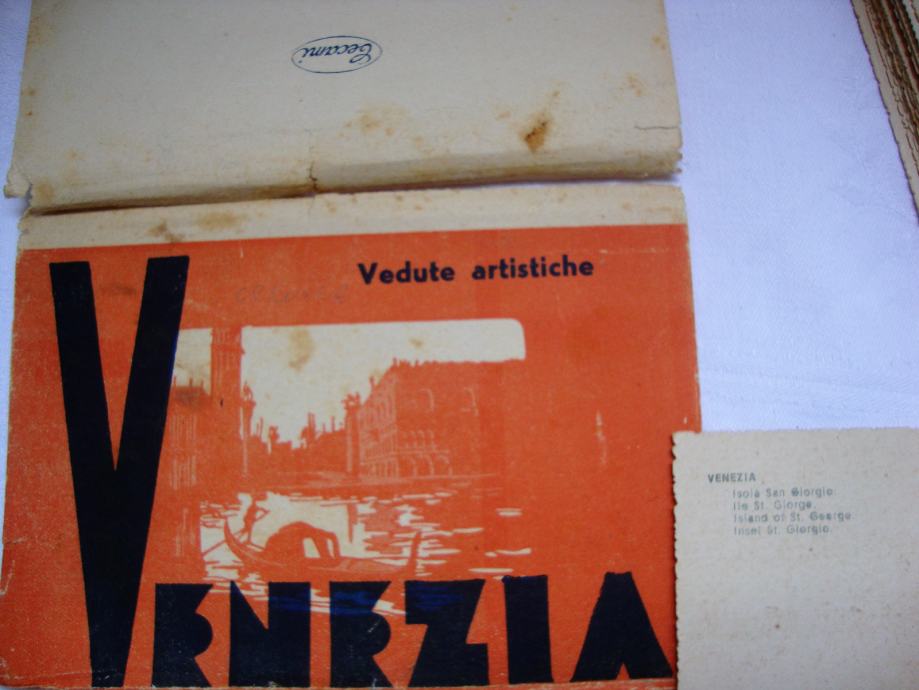 Cecami
Vedute artistiche
VENEZIA
VENEZIA
Isola San Giorgio.
Ile St. Giorge.
Island of St. George
Insel St. Giorgio.